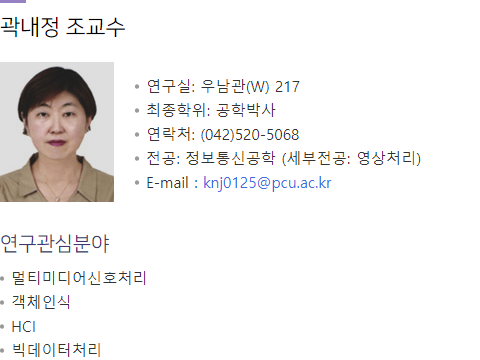 곽내정 조교수
연구실: 우남관(W) 217
최종학위: 공학박사
연락처: (042)520-5068
전공: 정보통신공학 (세부전공: 영상처리)
E-mail : knj0125@pcu.ac.kr
연구관심분야
멀티미디어신호처리
객체인식
HCI
빅데이터처리